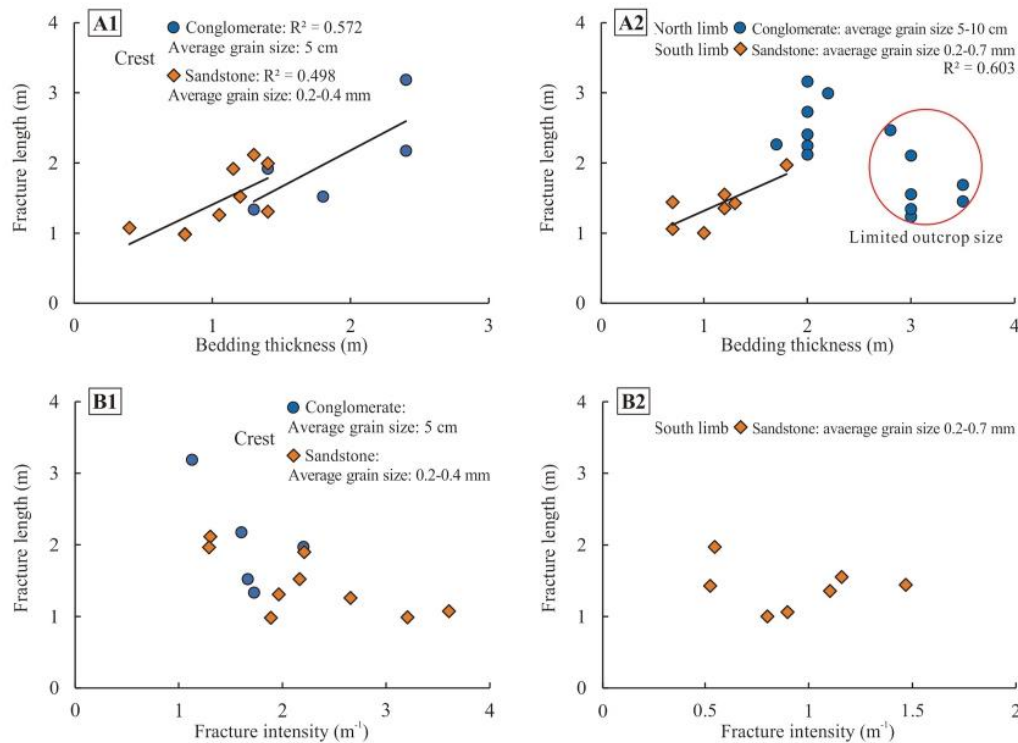 A1
Conglomerate: R² = 0.572
Average grain size: 5 cm
Crest
Sandstone: R² = 0.498
Average grain size: 0.2-0.4 mm
Fracture length (m)
4
3
2
1
0
0
1
2
3
Bedding thickness (m)
A2
North limb Conglomerate: average grain size 5-10 cm
South limb Sandstone: avaerage grain size 0.2-0.7 mm
R² = 0.603
Limited outcrop size
Fracture length (m)
4
3
2
1
0
0
1
2
3
4
Bedding thickness (m)
B1
Conglomerate:
Average grain size: 5 cm
Crest
Sandstone:
Average grain size: 0.2-0.4 mm
Fracture length (m)
4
3
2
1
0
0
1
2
3
4
Fracture intensity (m⁻¹)
B2
South limb Sandstone: avaerage grain size 0.2-0.7 mm
Fracture length (m)
4
3
2
1
0
0
0.5
1
1.5
2
Fracture intensity (m⁻¹)